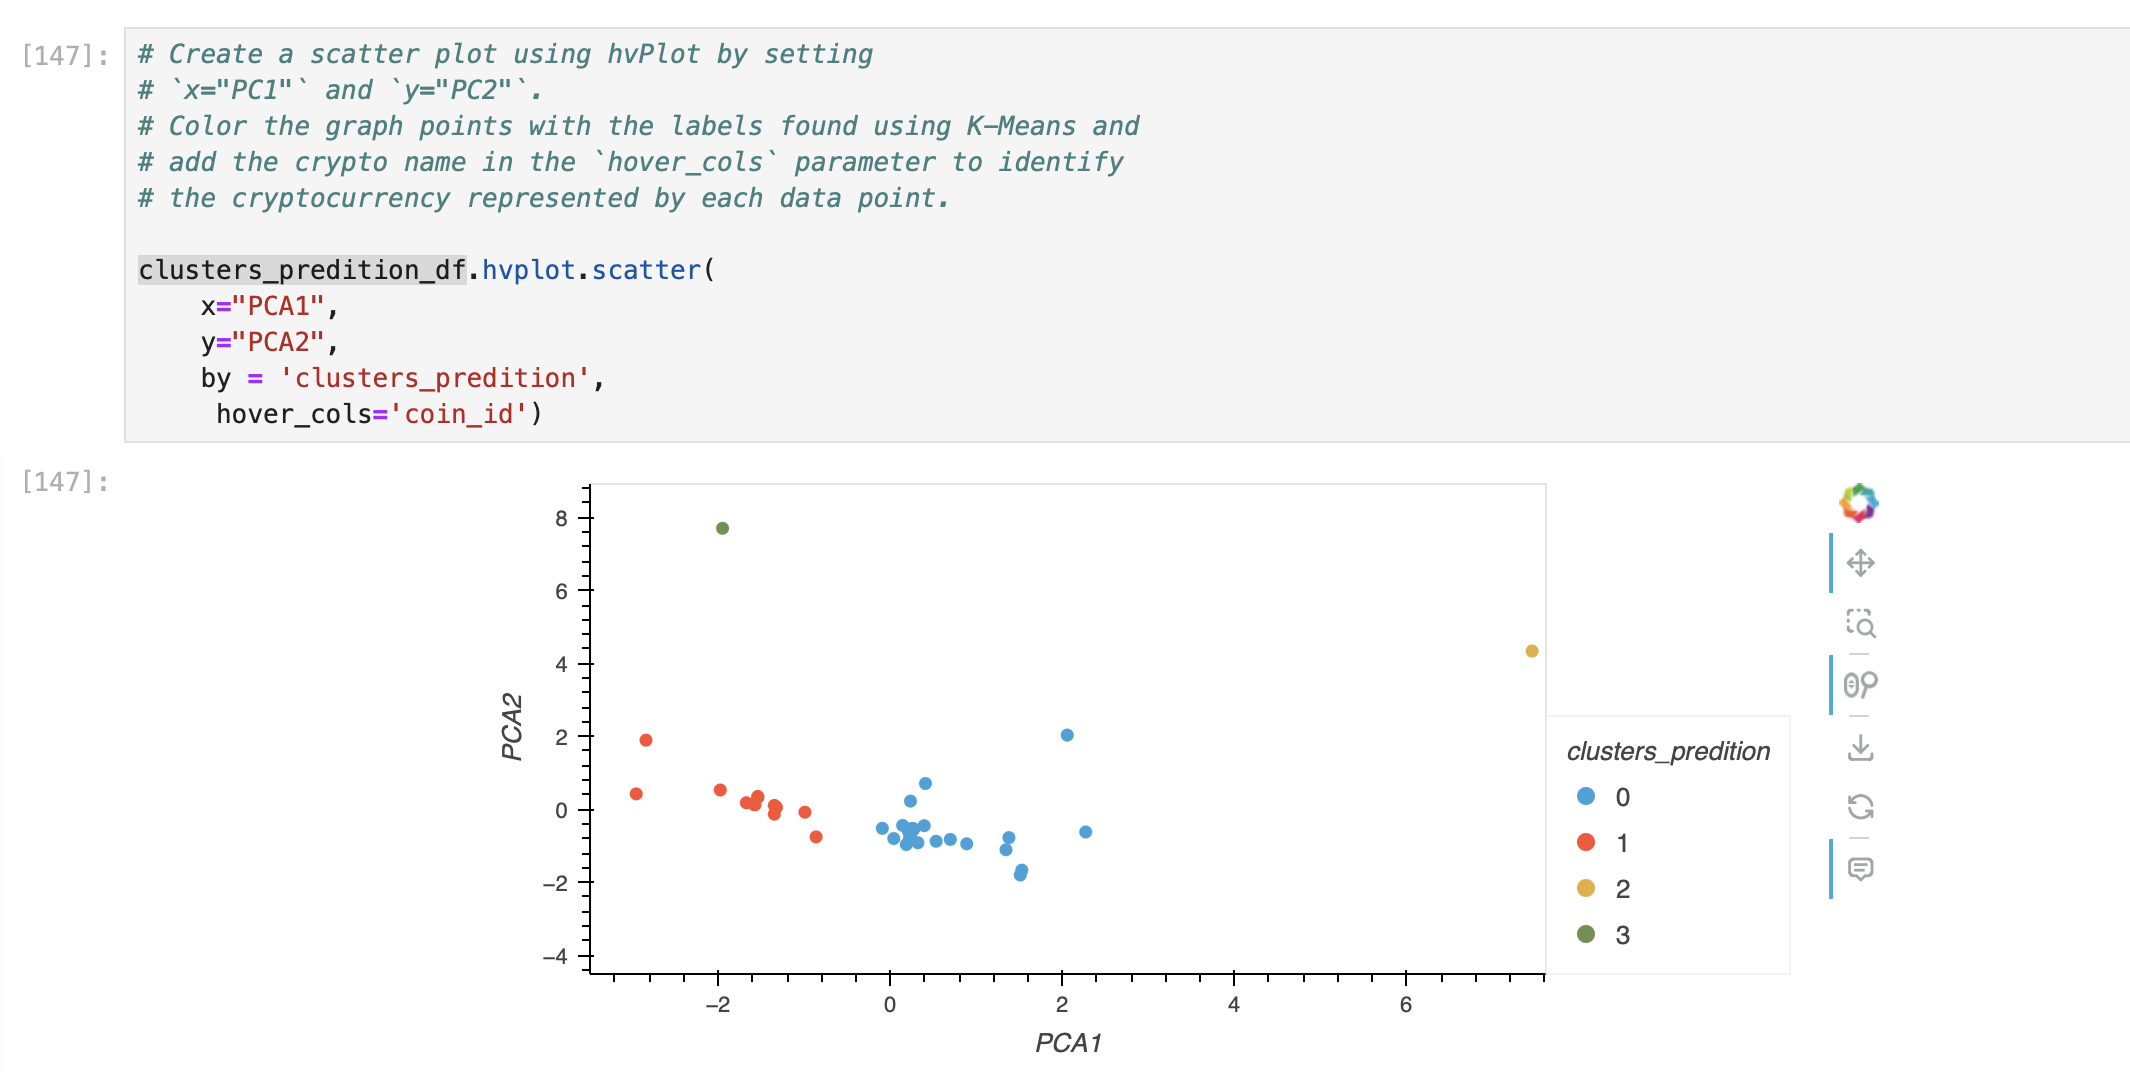 [147]:
# Create a scatter plot using hvPlot by setting
# `x="PC1"` and `y="PC2"`.
# Color the graph points with the labels found using K-Means and
# add the crypto name in the `hover_cols` parameter to identify
# the cryptocurrency represented by each data point.
clusters_predition_df.hvplot.scatter(
x="PCA1",
y="PCA2",
by = 'clusters_predition',
hover_cols='coin_id')
[147]:
8
6
4
2
0
−2
−4
PCA2
−2 0 2 4 6
PCA1
clusters_predition
0
1
2
3